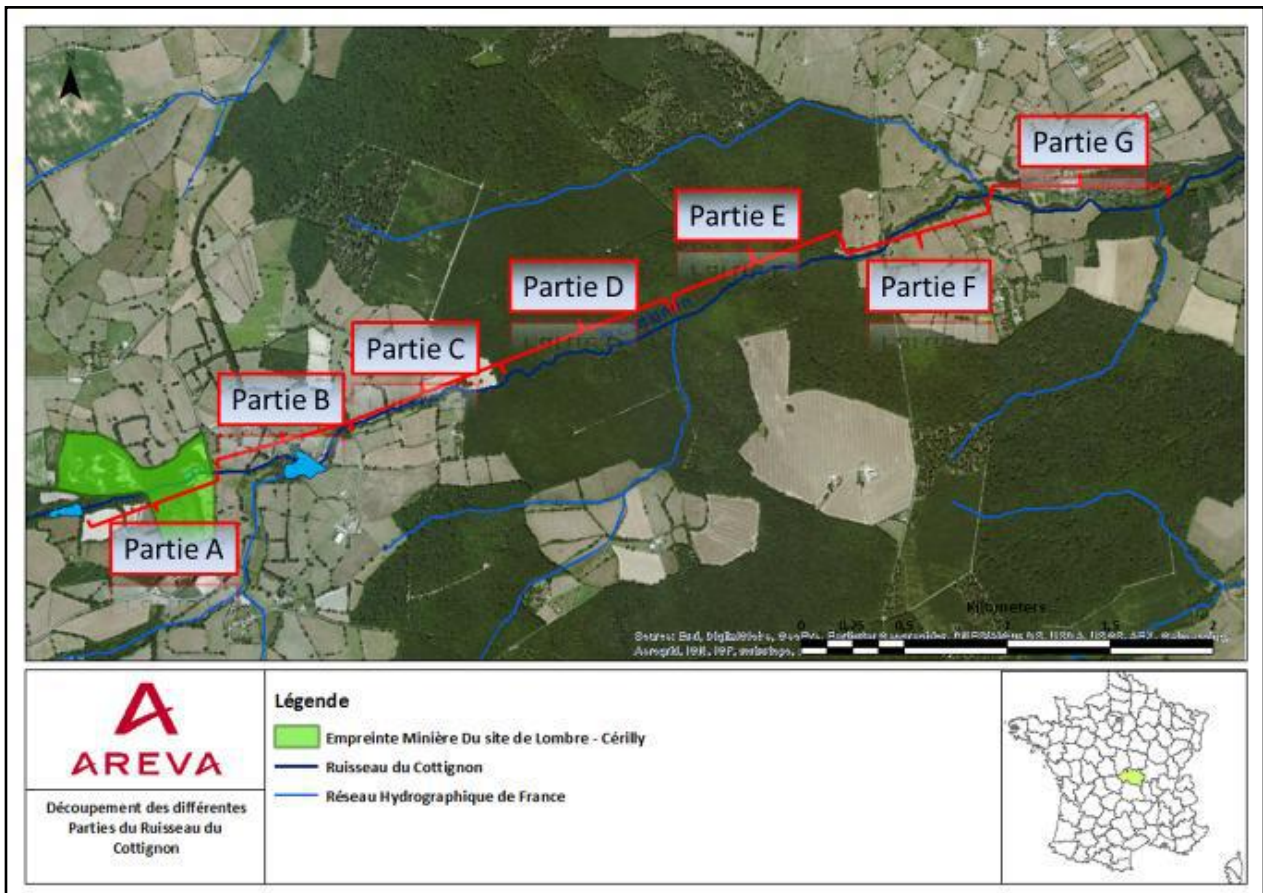 Partie G
Partie E
Partie D
Partie F
Partie C
Partie B
Partie A
Kilometers
0 0,25 0,5 1 1,5 2
AREVA
Découpement des différentes
Parties du Ruisseau du
Cottignon
Légende
Empreinte Minière Du site de Lombre - Cérilly
Ruisseau du Cottignon
Réseau Hydrographique de France